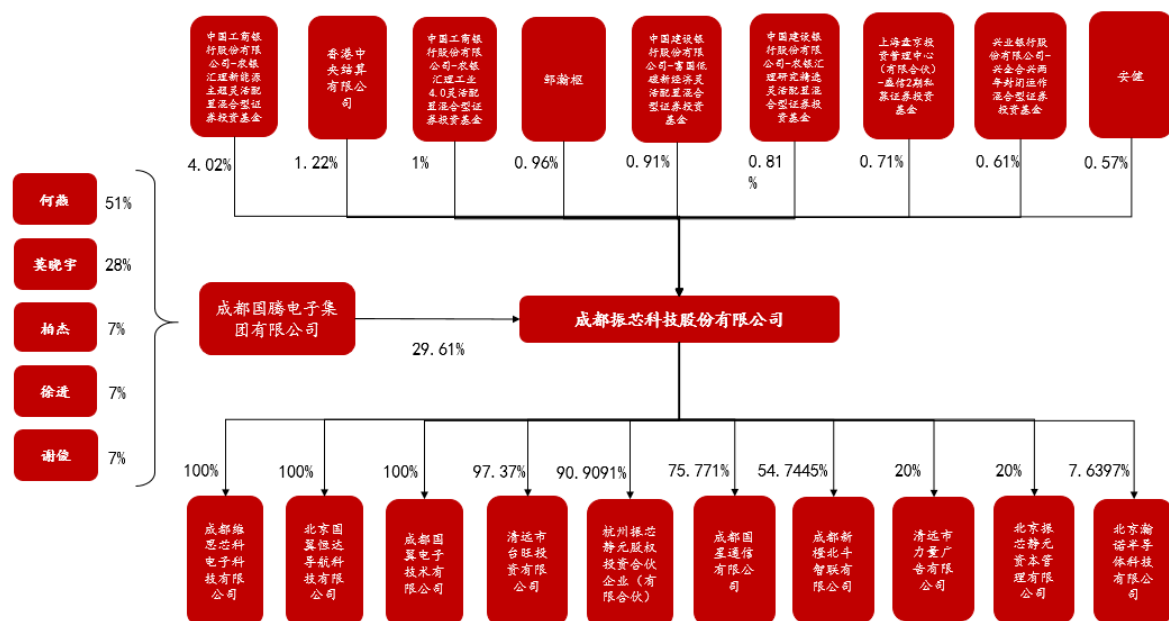 中国工商银
行股份有限
公司-农银
汇理新能源
主题灵活配
置混合型证
券投资基金
香港中
央结算
有限公
司
中国工商银
行股份有限
公司-农银
汇理工业
4.0灵活配
置混合型证
券投资基金
邹瀚枢
中国建设银
行股份有限
公司-富国低
碳新经济灵
活配置混合
型证券投资
基金
中国建设银
行股份有限
公司-农银汇
理研究精选
灵活配置混
合型证券投
资基金
上海盘京投
资管理中心
（有限合伙）
-盛信2期私
募证券投资
基金
兴业银行股
份有限公司-
兴全合兴两
年封闭运作
混合型证券
投资基金
安健
4.02%
1.22%
1%
0.96%
0.91%
0.81
%
0.71%
0.61%
0.57%
何燕
51%
莫晓宇
28%
柏杰
7%
徐进
7%
谢俊
7%
成都国腾电子集
团有限公司
29.61%
成都振芯科技股份有限公司
100%
100%
100%
97.37%
90.9091%
75.771%
54.7445%
20%
20%
7.6397%
成都维
思芯科
电子科
技有限
公司
北京国
翼恒达
导航科
技有限
公司
成都国
翼电子
技术有
限公司
清远市
台旺投
资有限
公司
杭州振芯
静元股权
投资合伙
企业（有
限合伙）
成都国
星通信
有限公
司
成都新
橙北斗
智联有
限公司
清远市
力量广
告有限
公司
北京振
芯静元
资本管
理有限
公司
北京瀚
诺半导
体科技
有限公
司